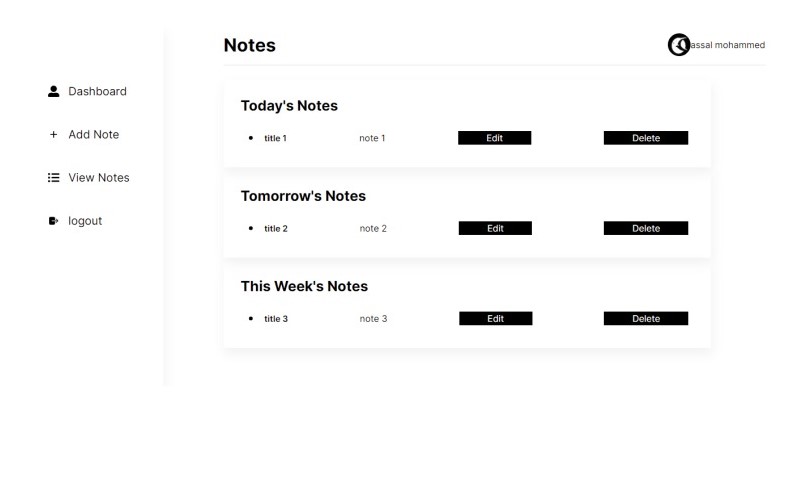 Notes
assal mohammed
Dashboard
Add Note
View Notes
logout
Today's Notes
title 1 note 1 Edit Delete
Tomorrow's Notes
title 2 note 2 Edit Delete
This Week's Notes
title 3 note 3 Edit Delete